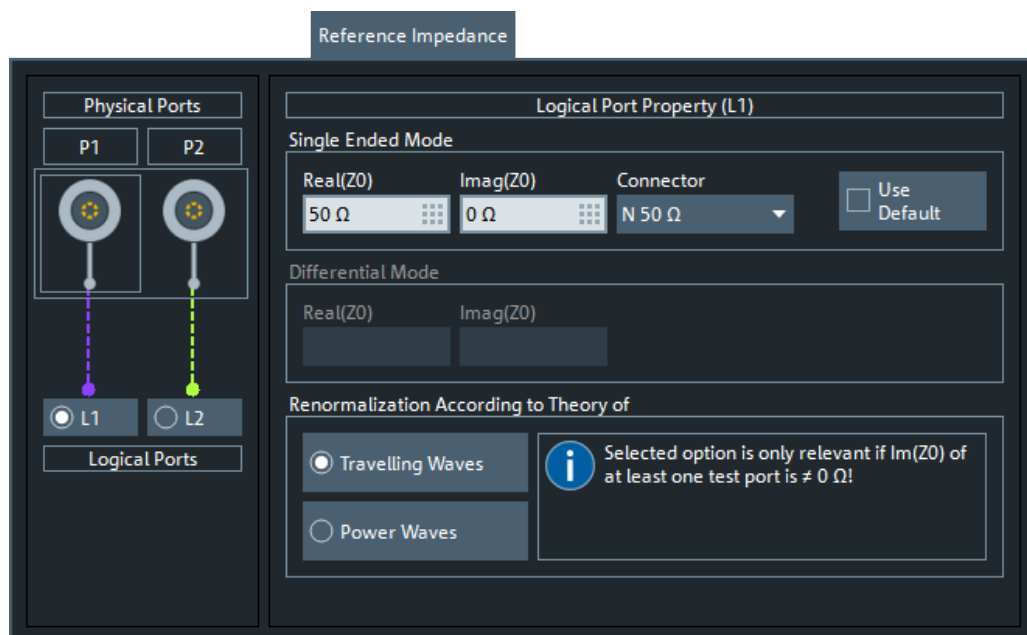 Reference Impedance
Physical Ports
P1
P2
L1
L2
Logical Ports
Logical Port Property (L1)
Single Ended Mode
Real(Z0)
Imag(Z0)
Connector
50 Ω
0 Ω
N 50 Ω
Use
Default
Differential Mode
Real(Z0)
Imag(Z0)
Renormalization According to Theory of
Travelling Waves
Power Waves
Selected option is only relevant if Im(Z0) of
at least one test port is ≠ 0 Ω!